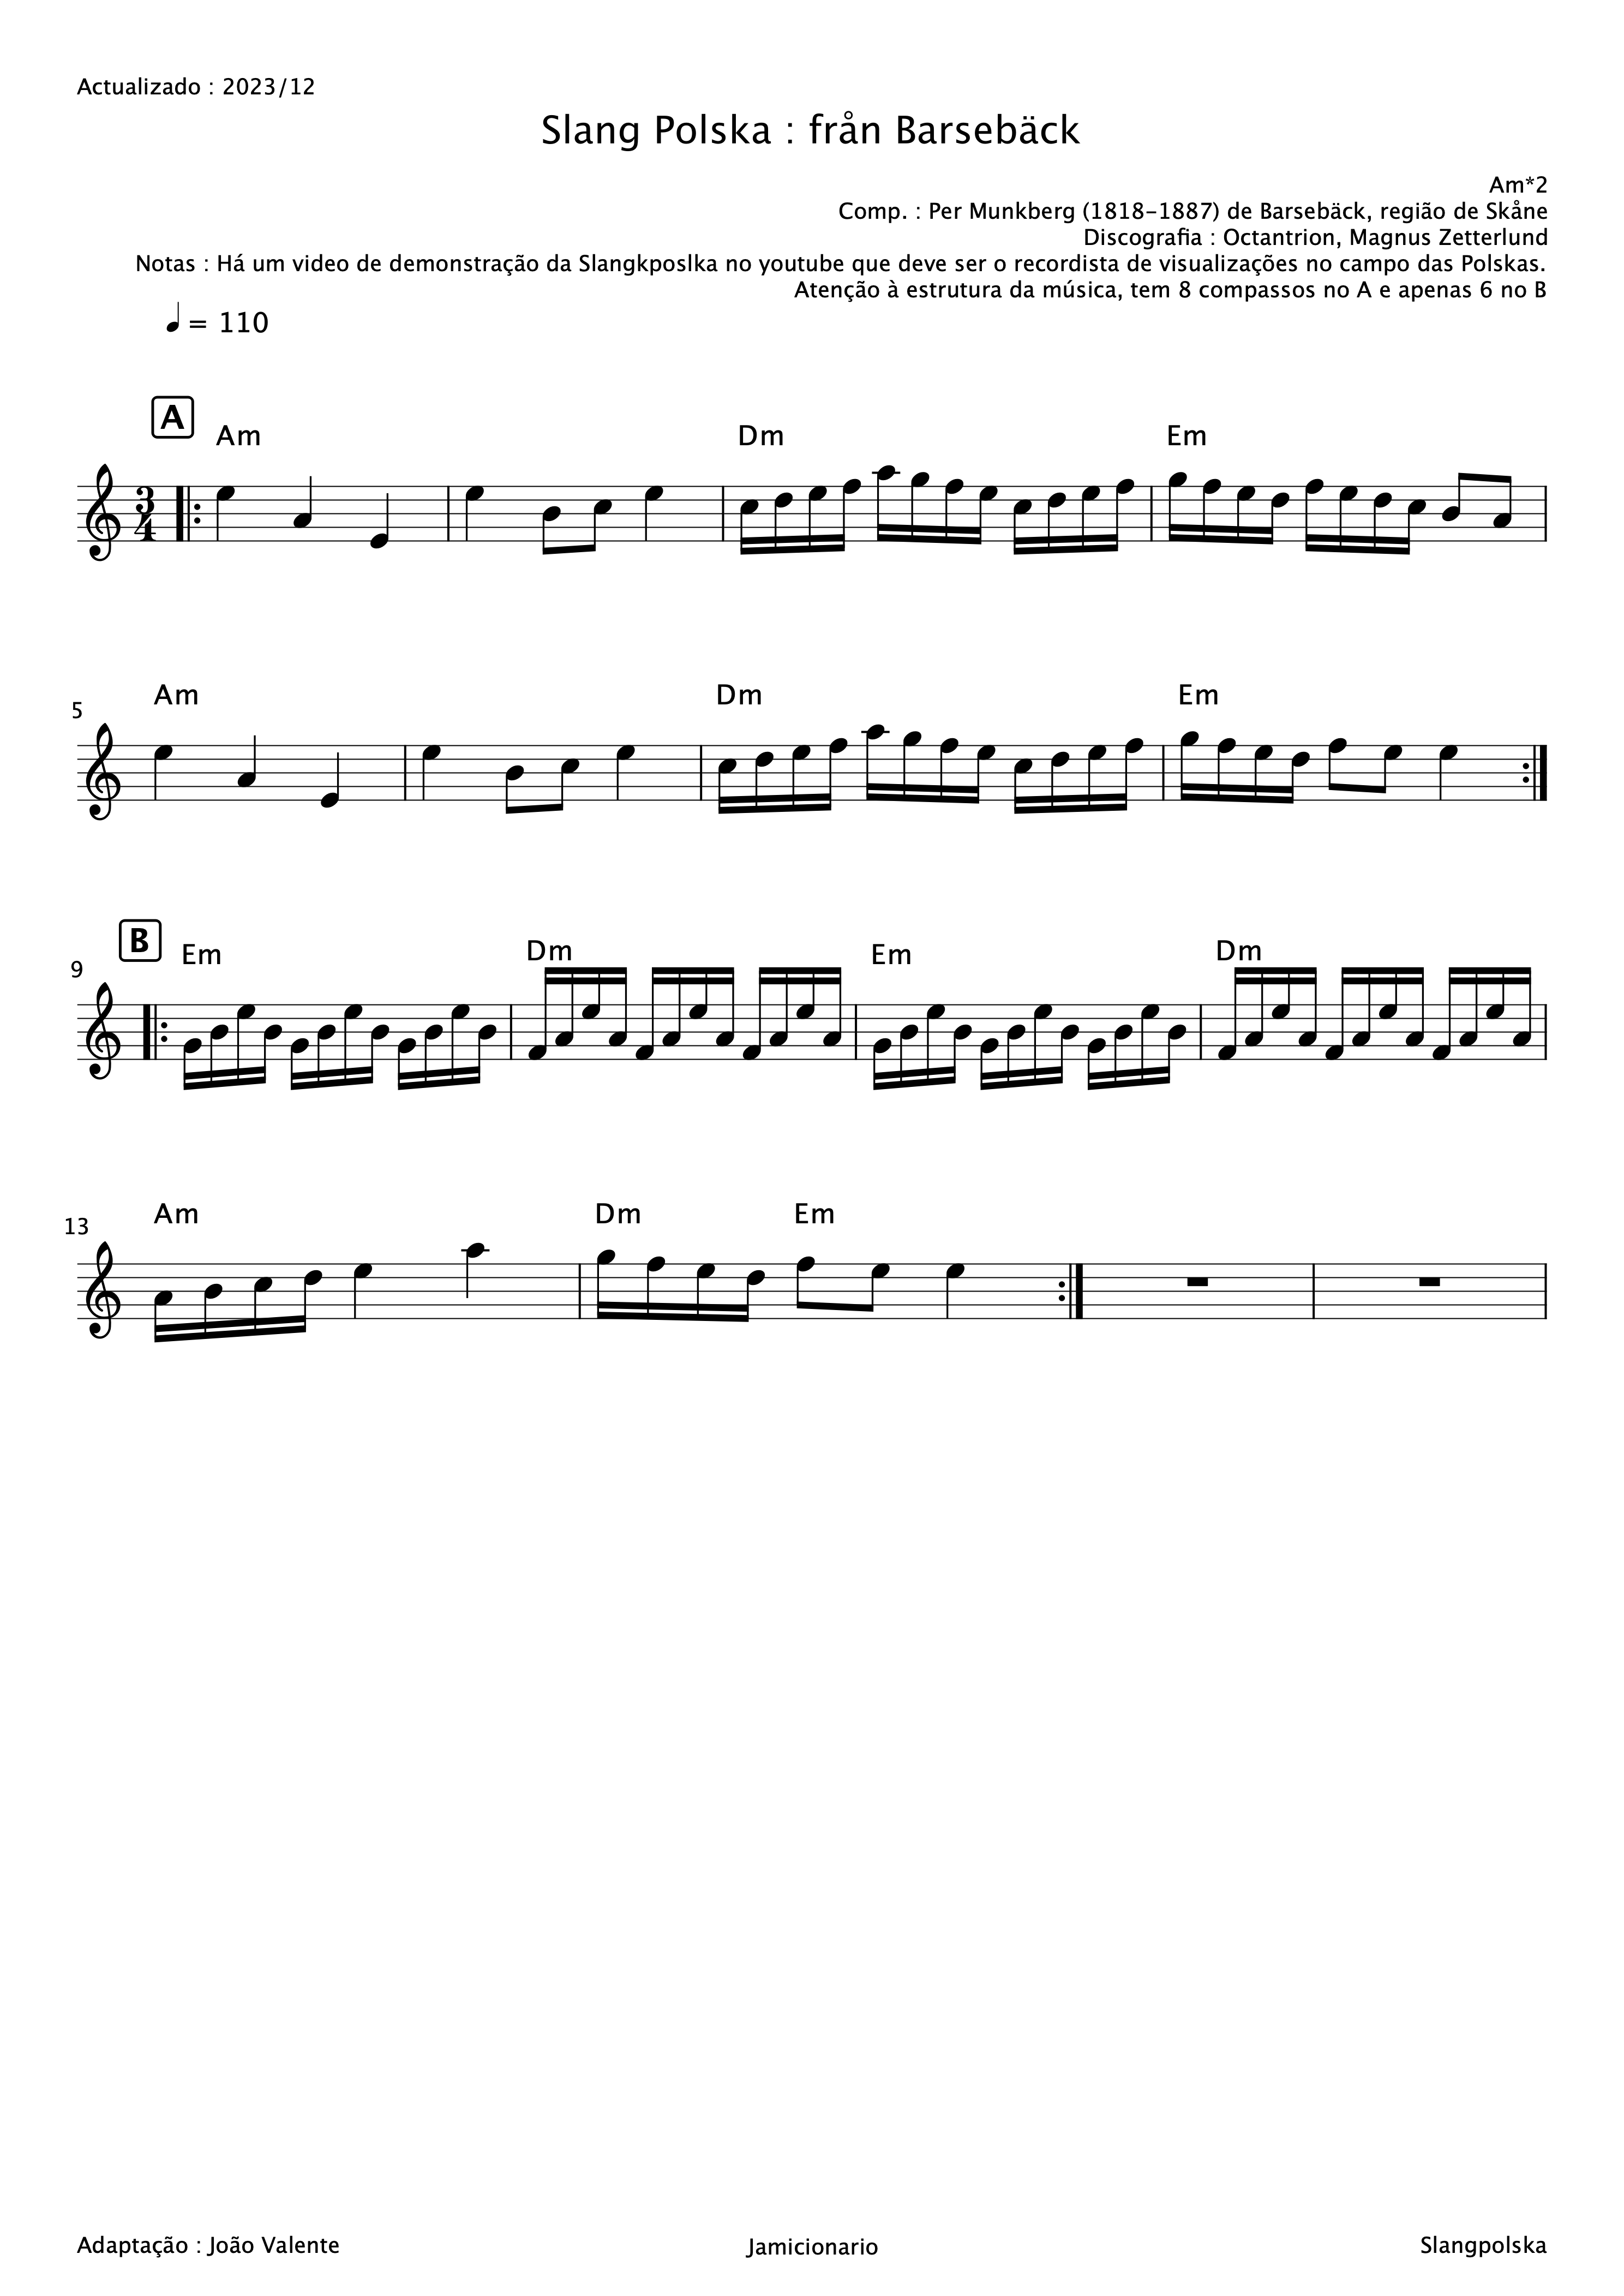 Actualizado : 2023/12
Slang Polska : från Barsebäck
Am*2
Comp. : Per Munkberg (1818-1887) de Barsebäck, região de Skåne
Discografia : Octantrion, Magnus Zetterlund
Notas : Há um video de demonstração da Slangkposlka no youtube que deve ser o recordista de visualizações no campo das Polskas.
Atenção à estrutura da música, tem 8 compassos no A e apenas 6 no B
= 110
A
Am Dm Em
3
4
5
Am Dm Em
B
9
Em Dm Em Dm
13
Am Dm Em
Adaptação : João Valente Jamicionario Slangpolska